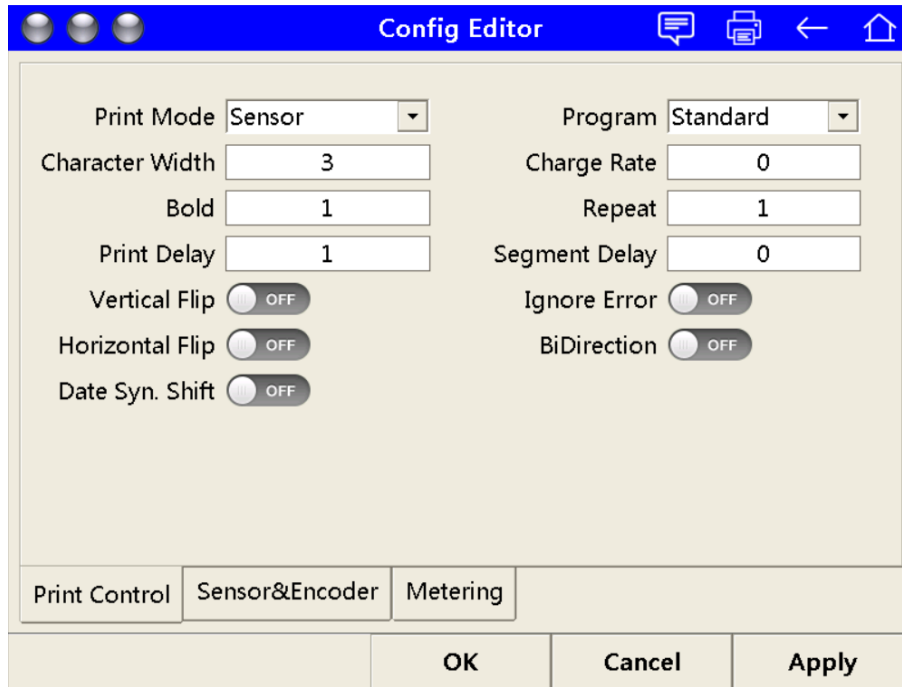 Config Editor
Print Mode Sensor Program Standard
Character Width 3 Charge Rate 0
Bold 1 Repeat 1
Print Delay 1 Segment Delay 0
Vertical Flip OFF Ignore Error OFF
Horizontal Flip OFF BiDirection OFF
Date Syn. Shift OFF
Print Control Sensor&Encoder Metering
OK Cancel Apply